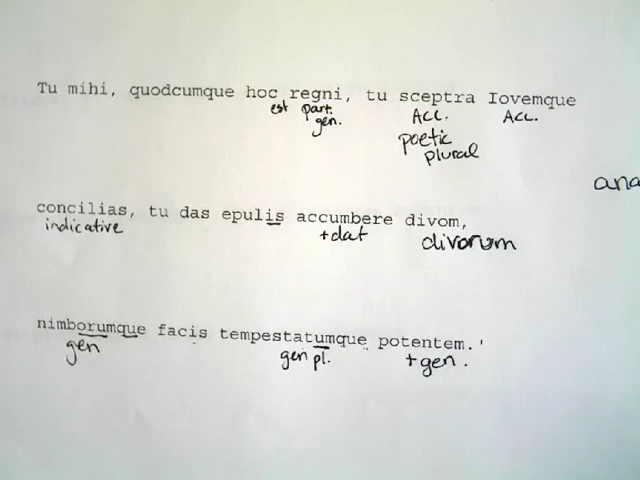 Tu mihi, quodcumque hoc regni, tu sceptra Iovemque
est part. gen. Acc. Acc.
poetic plural
ana
concilias, tu das epulis accumbere divom,
indicative +dat divorum
nimborumque facis tempestatumque potentem.'
gen gen pl. +gen.